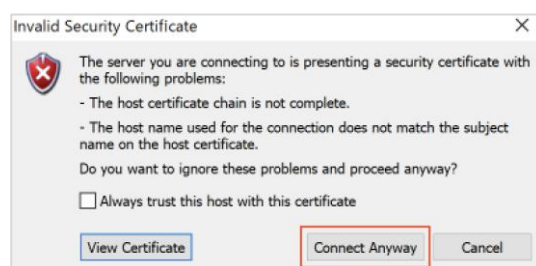 Invalid Security Certificate
The server you are connecting to is presenting a security certificate with
the following problems:
- The host certificate chain is not complete.
- The host name used for the connection does not match the subject
name on the host certificate.
Do you want to ignore these problems and proceed anyway?
Always trust this host with this certificate
View Certificate Connect Anyway Cancel